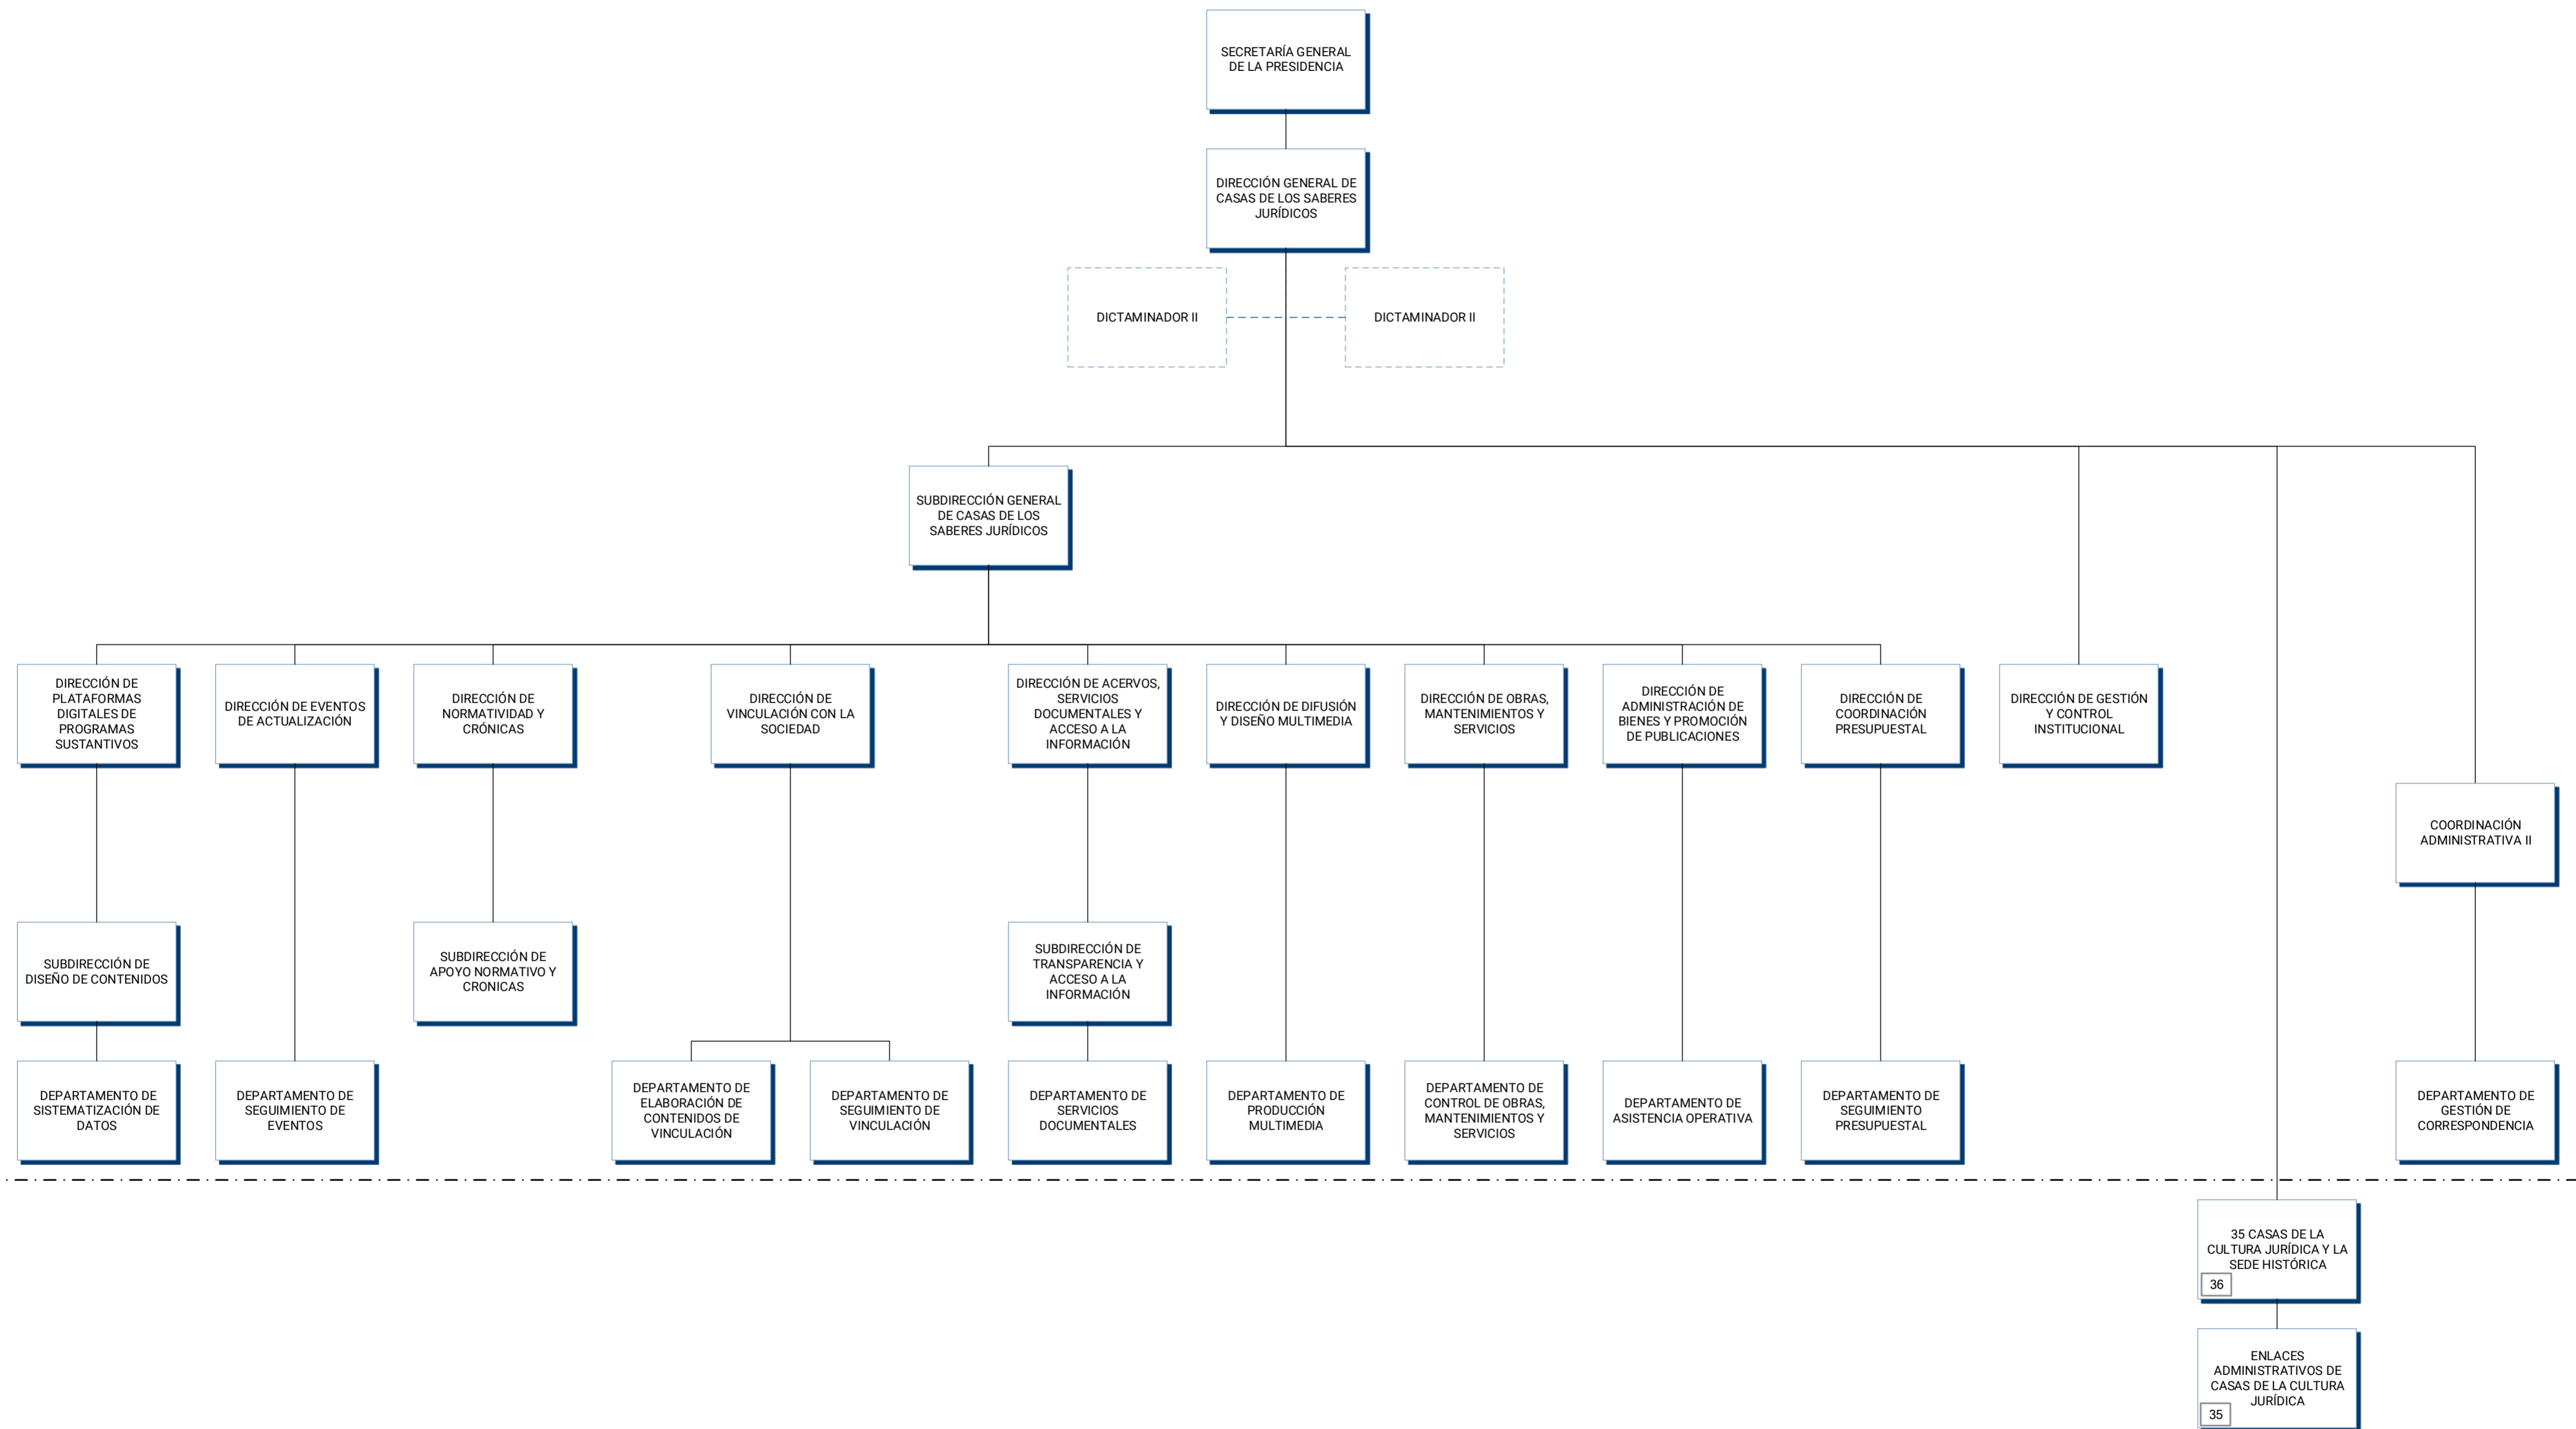 SECRETARÍA GENERAL
DE LA PRESIDENCIA
DIRECCIÓN GENERAL DE
CASAS DE LOS SABERES
JURÍDICOS
DICTAMINADOR II
DICTAMINADOR II
SUBDIRECCIÓN GENERAL
DE CASAS DE LOS
SABERES JURÍDICOS
DIRECCIÓN DE
PLATAFORMAS
DIGITALES DE
PROGRAMAS
SUSTANTIVOS
DIRECCIÓN DE EVENTOS
DE ACTUALIZACIÓN
DIRECCIÓN DE
NORMATIVIDAD Y
CRÓNICAS
DIRECCIÓN DE
VINCULACIÓN CON LA
SOCIEDAD
DIRECCIÓN DE ACERVOS,
SERVICIOS
DOCUMENTALES Y
ACCESO A LA
INFORMACIÓN
DIRECCIÓN DE DIFUSIÓN
Y DISEÑO MULTIMEDIA
DIRECCIÓN DE OBRAS,
MANTENIMIENTOS Y
SERVICIOS
DIRECCIÓN DE
ADMINISTRACIÓN DE
BIENES Y PROMOCIÓN
DE PUBLICACIONES
DIRECCIÓN DE
COORDINACIÓN
PRESUPUESTAL
DIRECCIÓN DE GESTIÓN
Y CONTROL
INSTITUCIONAL
COORDINACIÓN
ADMINISTRATIVA II
SUBDIRECCIÓN DE
DISEÑO DE CONTENIDOS
SUBDIRECCIÓN DE
APOYO NORMATIVO Y
CRONICAS
SUBDIRECCIÓN DE
TRANSPARENCIA Y
ACCESO A LA
INFORMACIÓN
DEPARTAMENTO DE
SISTEMATIZACIÓN DE
DATOS
DEPARTAMENTO DE
SEGUIMIENTO DE
EVENTOS
DEPARTAMENTO DE
ELABORACIÓN DE
CONTENIDOS DE
VINCULACIÓN
DEPARTAMENTO DE
SEGUIMIENTO DE
VINCULACIÓN
DEPARTAMENTO DE
SERVICIOS
DOCUMENTALES
DEPARTAMENTO DE
PRODUCCIÓN
MULTIMEDIA
DEPARTAMENTO DE
CONTROL DE OBRAS,
MANTENIMIENTOS Y
SERVICIOS
DEPARTAMENTO DE
ASISTENCIA OPERATIVA
DEPARTAMENTO DE
SEGUIMIENTO
PRESUPUESTAL
DEPARTAMENTO DE
GESTIÓN DE
CORRESPONDENCIA
35 CASAS DE LA
CULTURA JURÍDICA Y LA
SEDE HISTÓRICA
36
ENLACES
ADMINISTRATIVOS DE
CASAS DE LA CULTURA
JURÍDICA
35